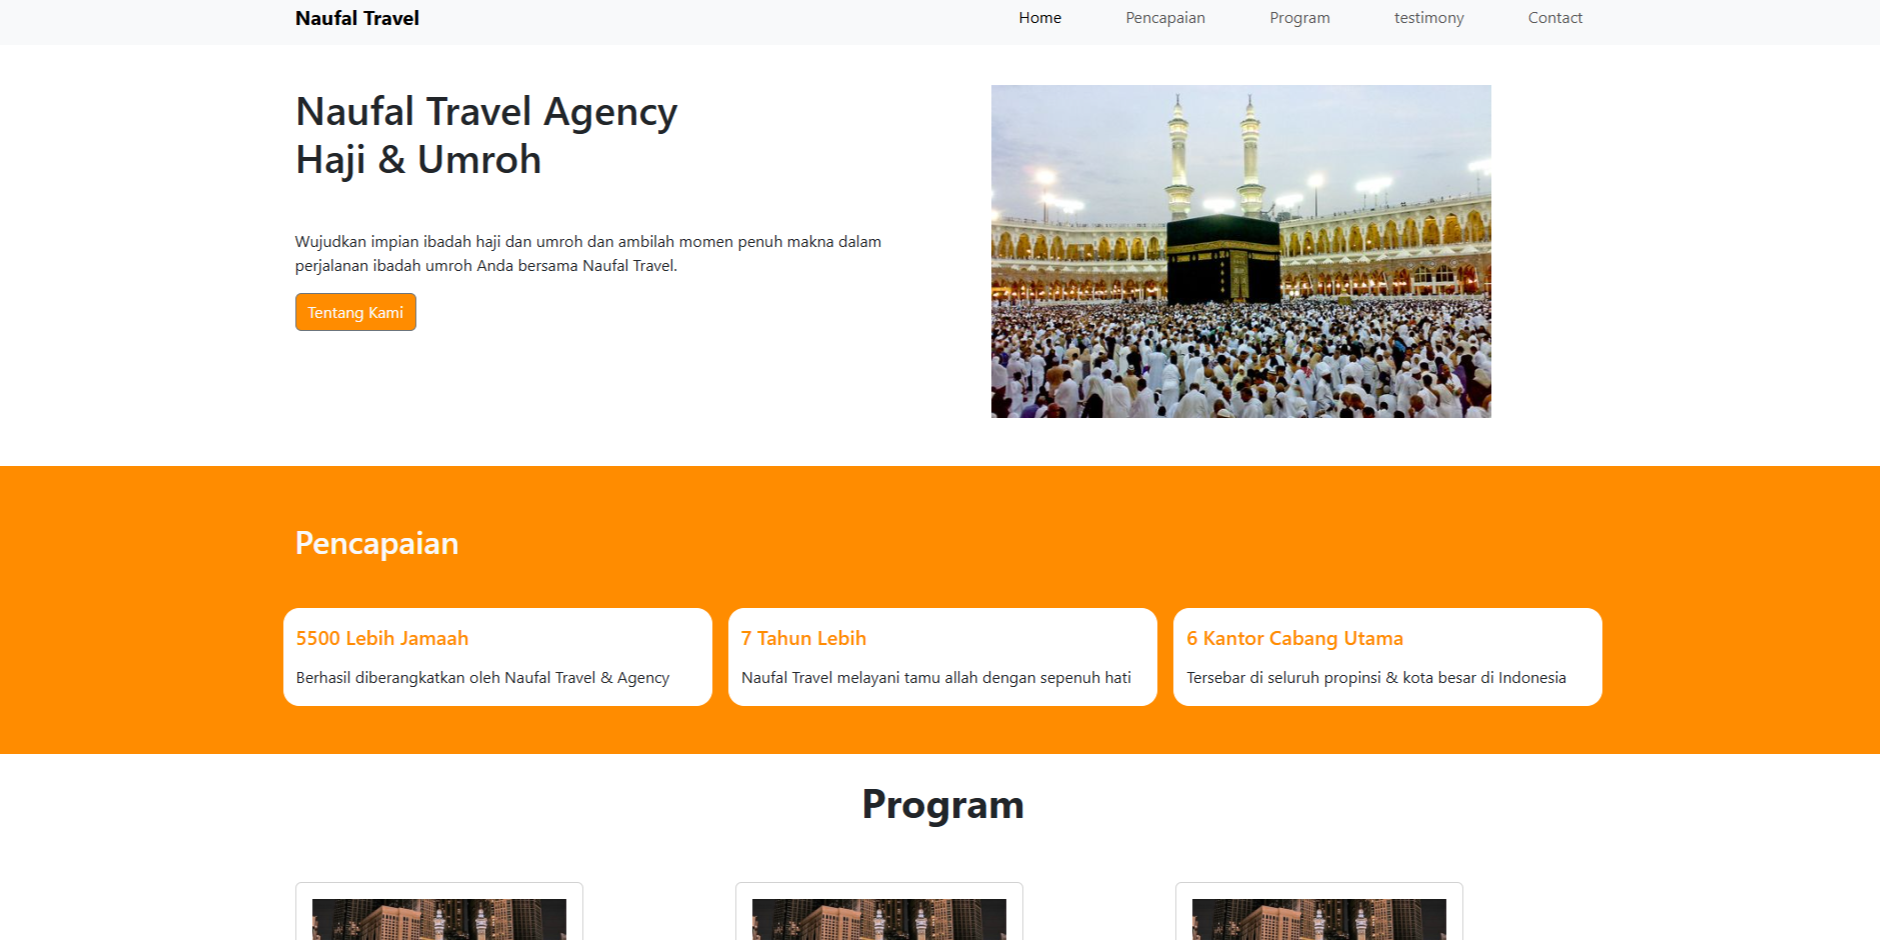 Naufal Travel
Home
Pencapaian
Program
testimony
Contact
Naufal Travel Agency
Haji & Umroh
Wujudkan impian ibadah haji dan umroh dan ambilah momen penuh makna dalam
perjalanan ibadah umroh Anda bersama Naufal Travel.
Tentang Kami
Pencapaian
5500 Lebih Jamaah
Berhasil diberangkatkan oleh Naufal Travel & Agency
7 Tahun Lebih
Naufal Travel melayani tamu allah dengan sepenuh hati
6 Kantor Cabang Utama
Tersebar di seluruh propinsi & kota besar di Indonesia
Program